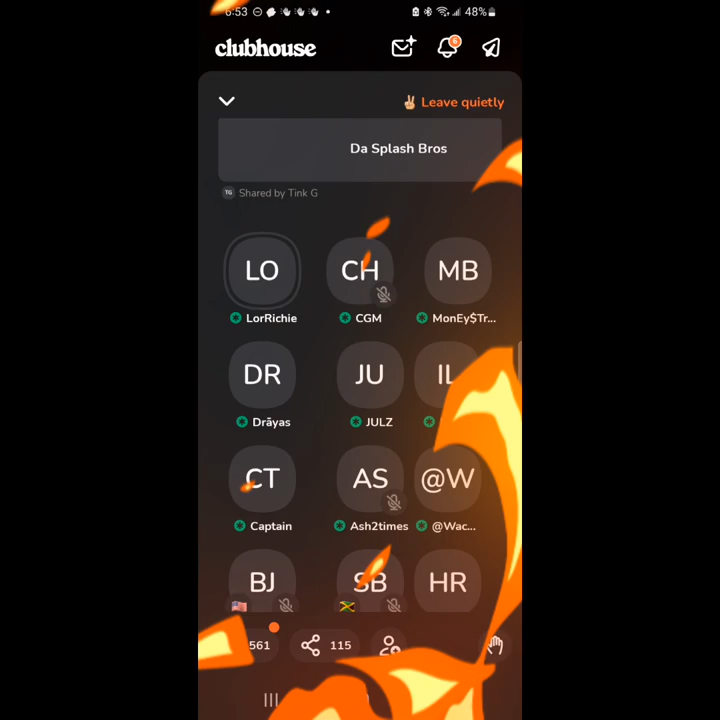 6:53
48%
clubhouse
6
Leave quietly
Da Splash Bros
TG Shared by Tink G
LO CH MB
LorRichie CGM MonEy$Tr...
DR JU IL
Drāyas JULZ
CT AS @W
Captain Ash2times @Wac...
BJ SB HR
561 115